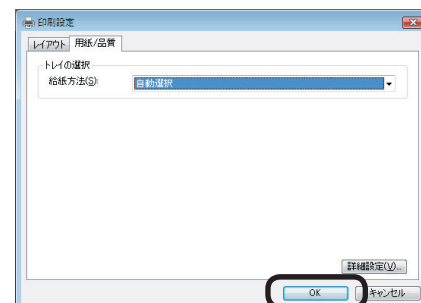 印刷設定
レイアウト 用紙/品質
トレイの選択
給紙方法(S): 自動選択
詳細設定(V)...
OK キャンセル